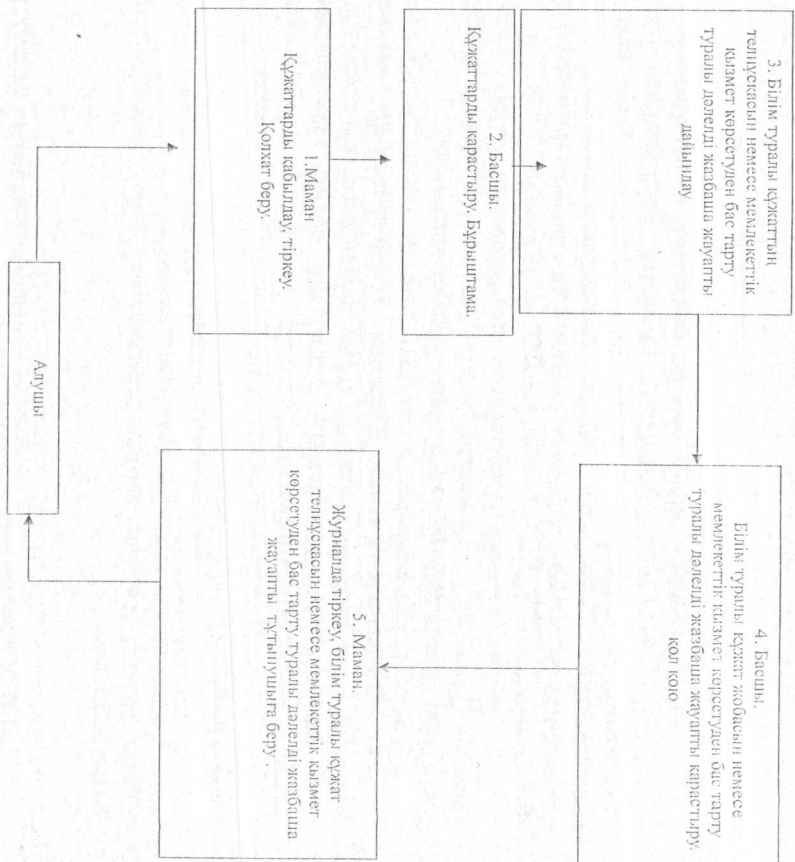 Алушы
1.Маман
Құжаттарды қабылдау, тіркеу.
Қолхат беру.
2. Басшы.
Құжаттарды қарастыру. Бұрыштама.
3. Білім туралы құжаттың
телнұсқасын немесе мемлекеттік
қызмет көрсетуден бас тарту
туралы дәлелді жазбаша жауапты
дайындау
4. Басшы.
Білім туралы құжат жобасын немесе
мемлекеттік қызмет көрсетуден бас тарту
туралы дәлелді жазбаша жауапты қарастыру,
қол қою
5. Маман.
Журналда тіркеу, білім туралы құжат
телнұсқасын немесе мемлекеттік қызмет
көрсетуден бас тарту туралы дәлелді жазбаша
жауапты тұтынушыға беру .